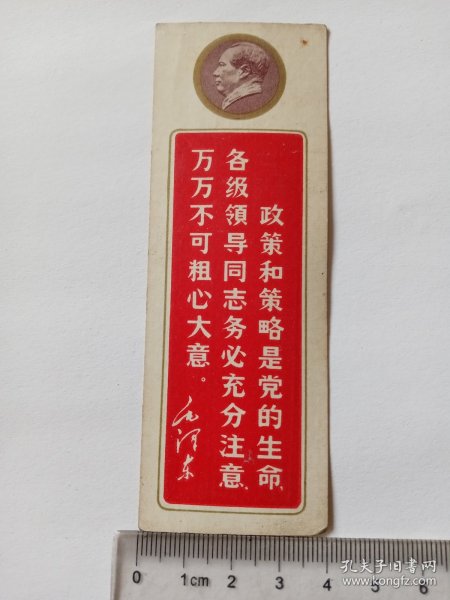 政策和策略是党的生命，
各级領导同志务必充分注意，
万万不可粗心大意。
毛泽东
0 1cm 2 3 4 5 6
孔夫子旧书网
www.kongfz.com